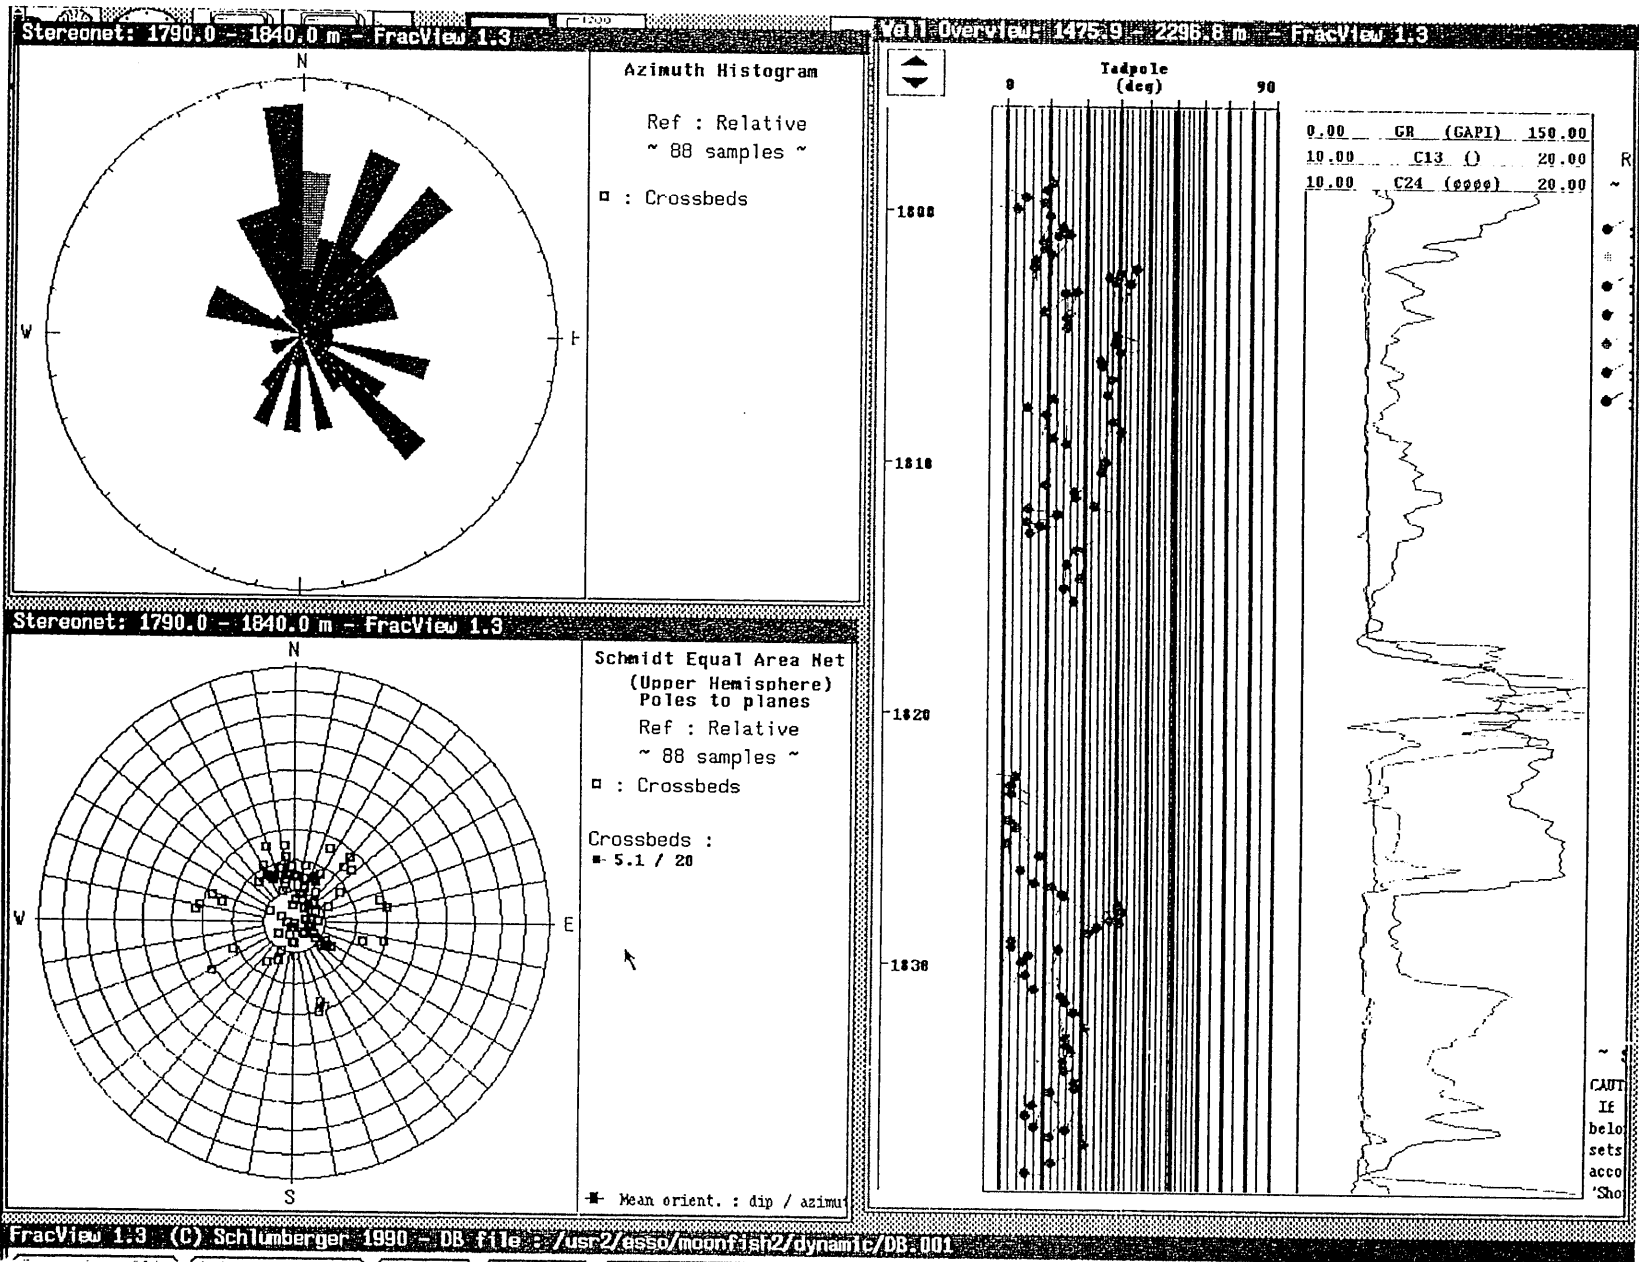 1200
Stereonet: 1790.0 - 1840.0 m - FracView 1.3
N
W
Azimuth Histogram
Ref : Relative
~ 88 samples ~
: Crossbeds
Stereonet: 1790.0 - 1840.0 m - FracView 1.3
N
W
E
S
Schmidt Equal Area Net
(Upper Hemisphere)
Poles to planes
Ref : Relative
~ 88 samples ~
: Crossbeds
Crossbeds :
- 5.1 / 20
Mean orient. : dip / azimu
Well Overview: 1475.9 - 2296.8 m - FracView 1.3
Tadpole
0 (deg) 90
0.00 GR (GAPI) 150.00
10.00 C13 () 20.00
10.00 C24 (øøøø) 20.00
R
~
1800
1810
1820
1830
~
CAUT
If
belo
sets
acco
'Sho
FracView 1.3 (C) Schlumberger 1990 - DB file : /usr2/esso/moonfish2/dynamic/DB.001